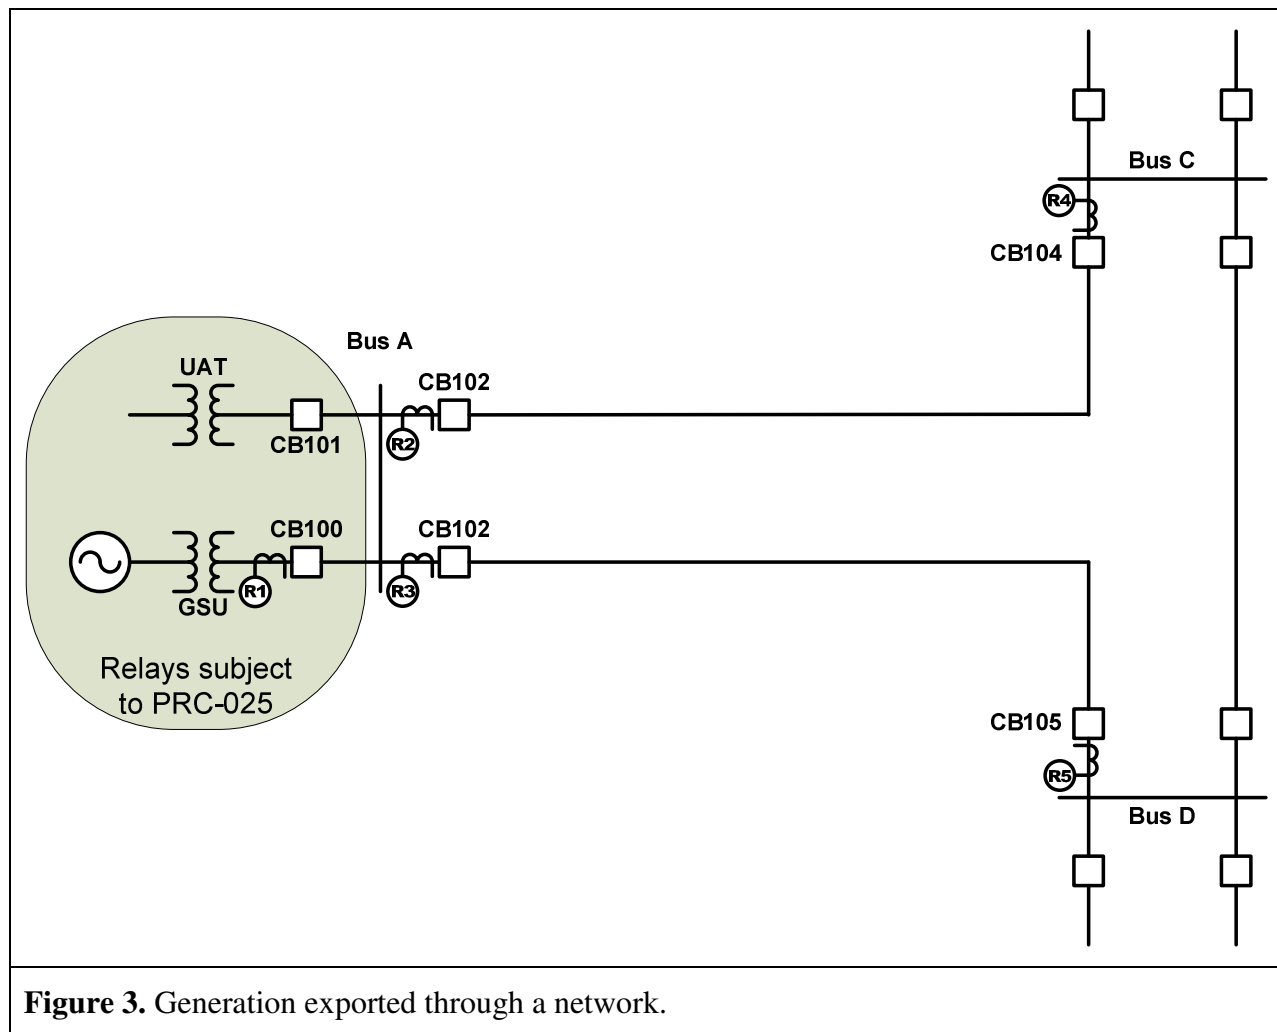 Bus C
R4
CB104
Bus A
UAT
CB102
CB101
R2
CB100
CB102
R1
R3
GSU
Relays subject
to PRC-025
CB105
R5
Bus D
Figure 3. Generation exported through a network.